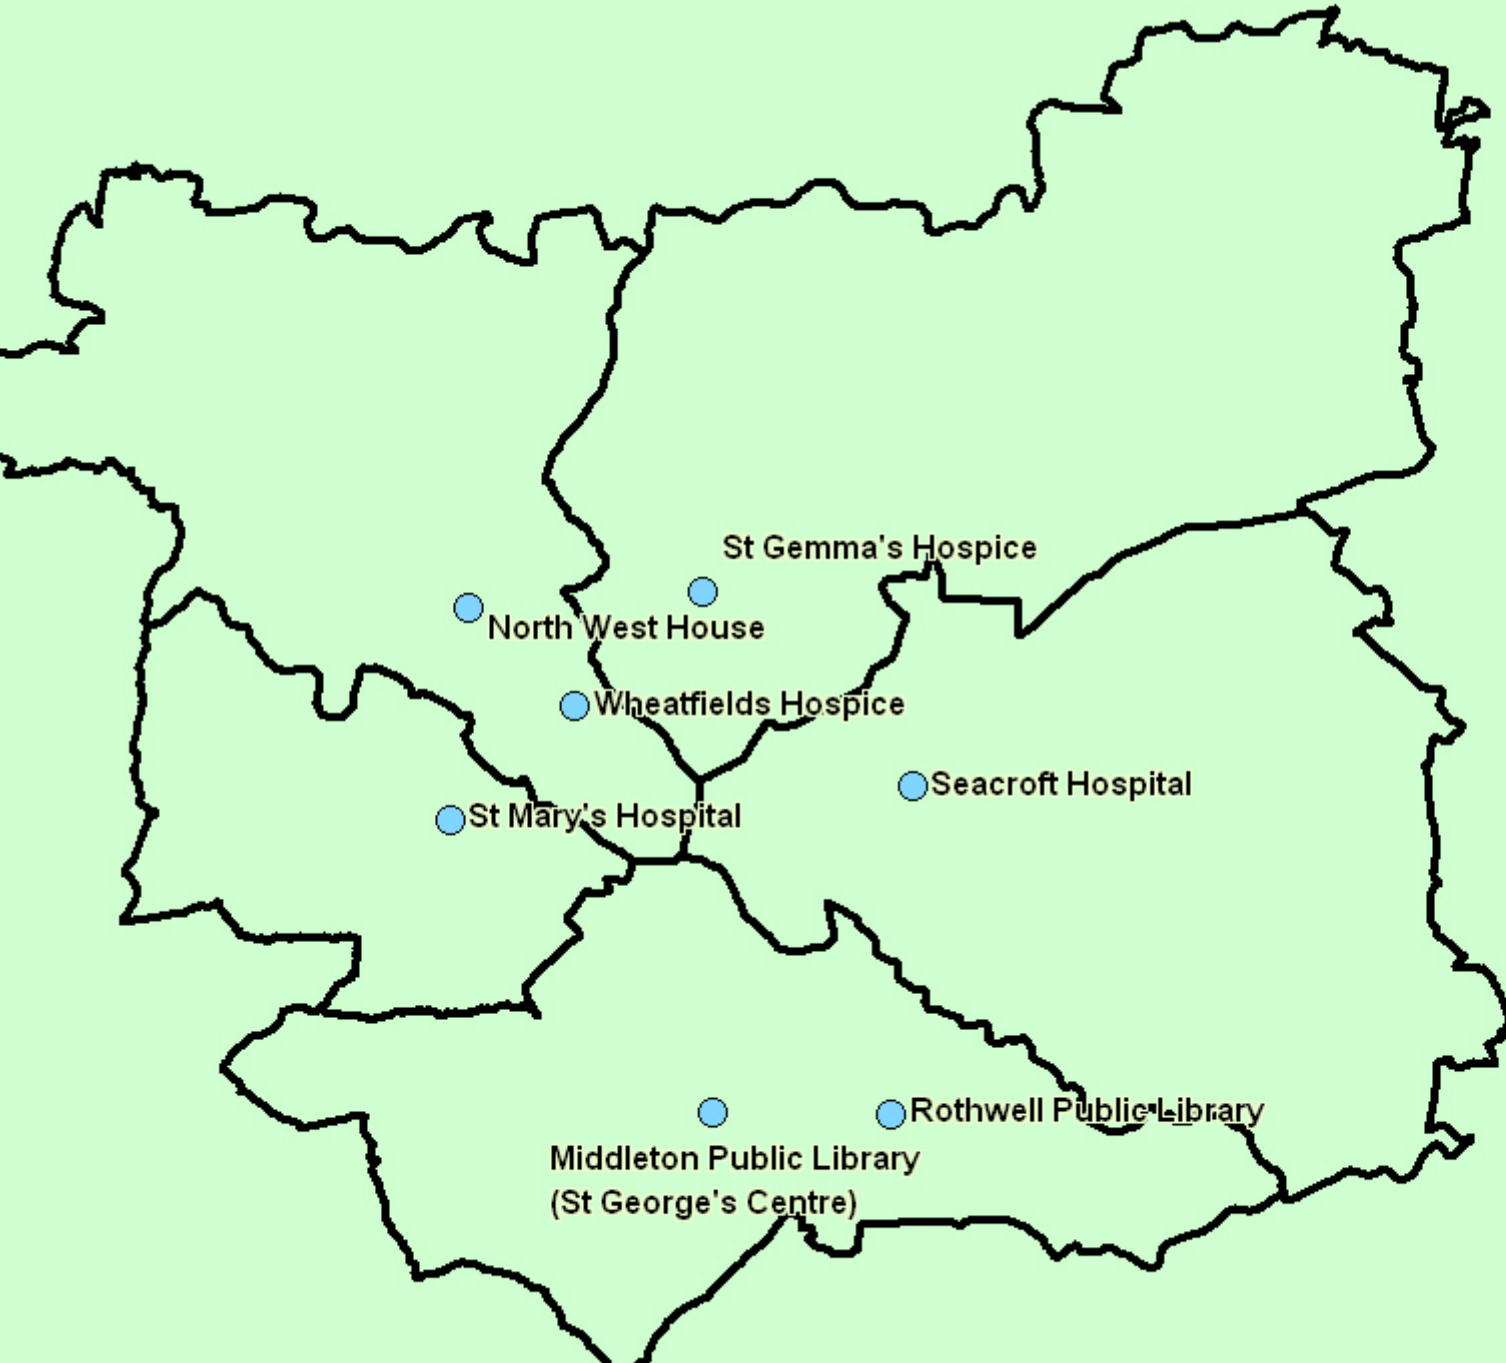 St Gemma's Hospice
North West House
Wheatfields Hospice
Seacroft Hospital
St Mary's Hospital
Rothwell Public Library
Middleton Public Library
(St George's Centre)